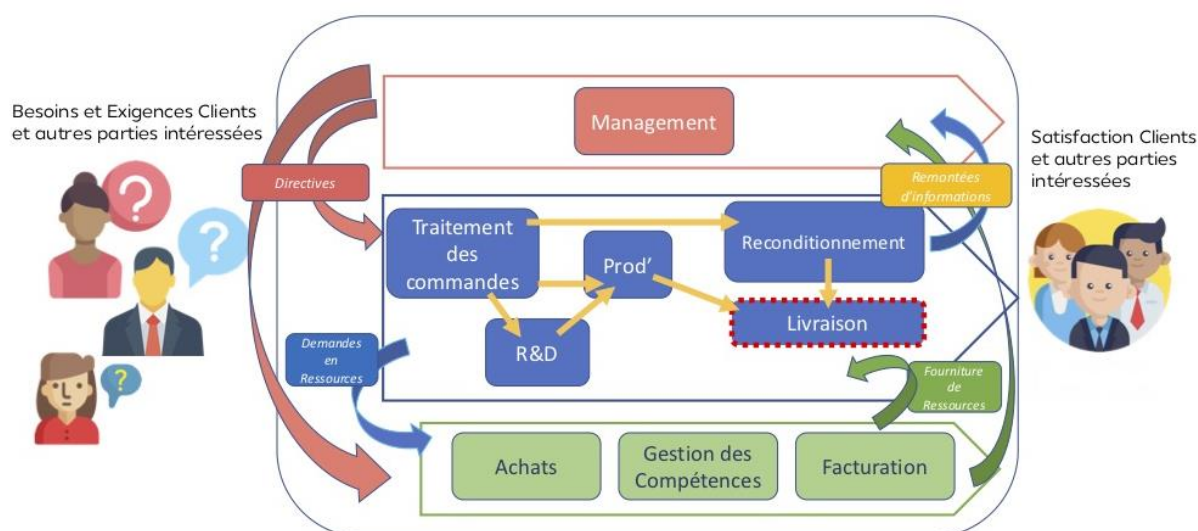 Besoins et Exigences Clients
et autres parties intéressées
Management
Satisfaction Clients
et autres parties
intéressées
Directives
Remontées
d'informations
Traitement
des
commandes
Prod’
Reconditionnement
R&D
Livraison
Demandes
en
Ressources
Fourniture
de
Ressources
Achats
Gestion des
Compétences
Facturation
?
?
?